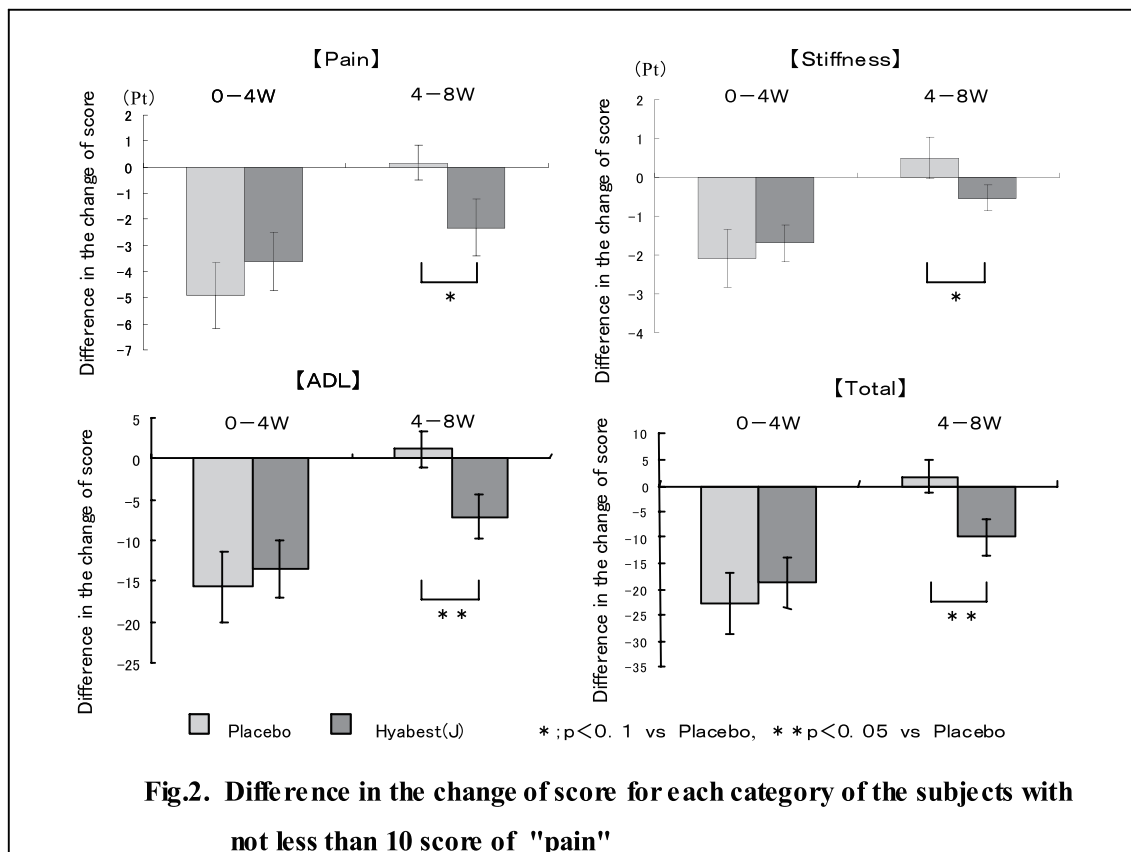 【Pain】
(Pt)
0-4W 4-8W
Difference in the change of score
2
1
0
-1
-2
-3
-4
-5
-6
-7
*
【Stiffness】
(Pt)
0-4W 4-8W
Difference in the change of score
2
1
0
-1
-2
-3
-4
*
【ADL】
0-4W 4-8W
Difference in the change of score
5
0
-5
-10
-15
-20
-25
**
【Total】
0-4W 4-8W
Difference in the change of score
10
5
0
-5
-10
-15
-20
-25
-30
-35
**
Placebo Hyabest(J) *;p<0.1 vs Placebo, **p<0.05 vs Placebo
Fig.2. Difference in the change of score for each category of the subjects with
not less than 10 score of "pain"